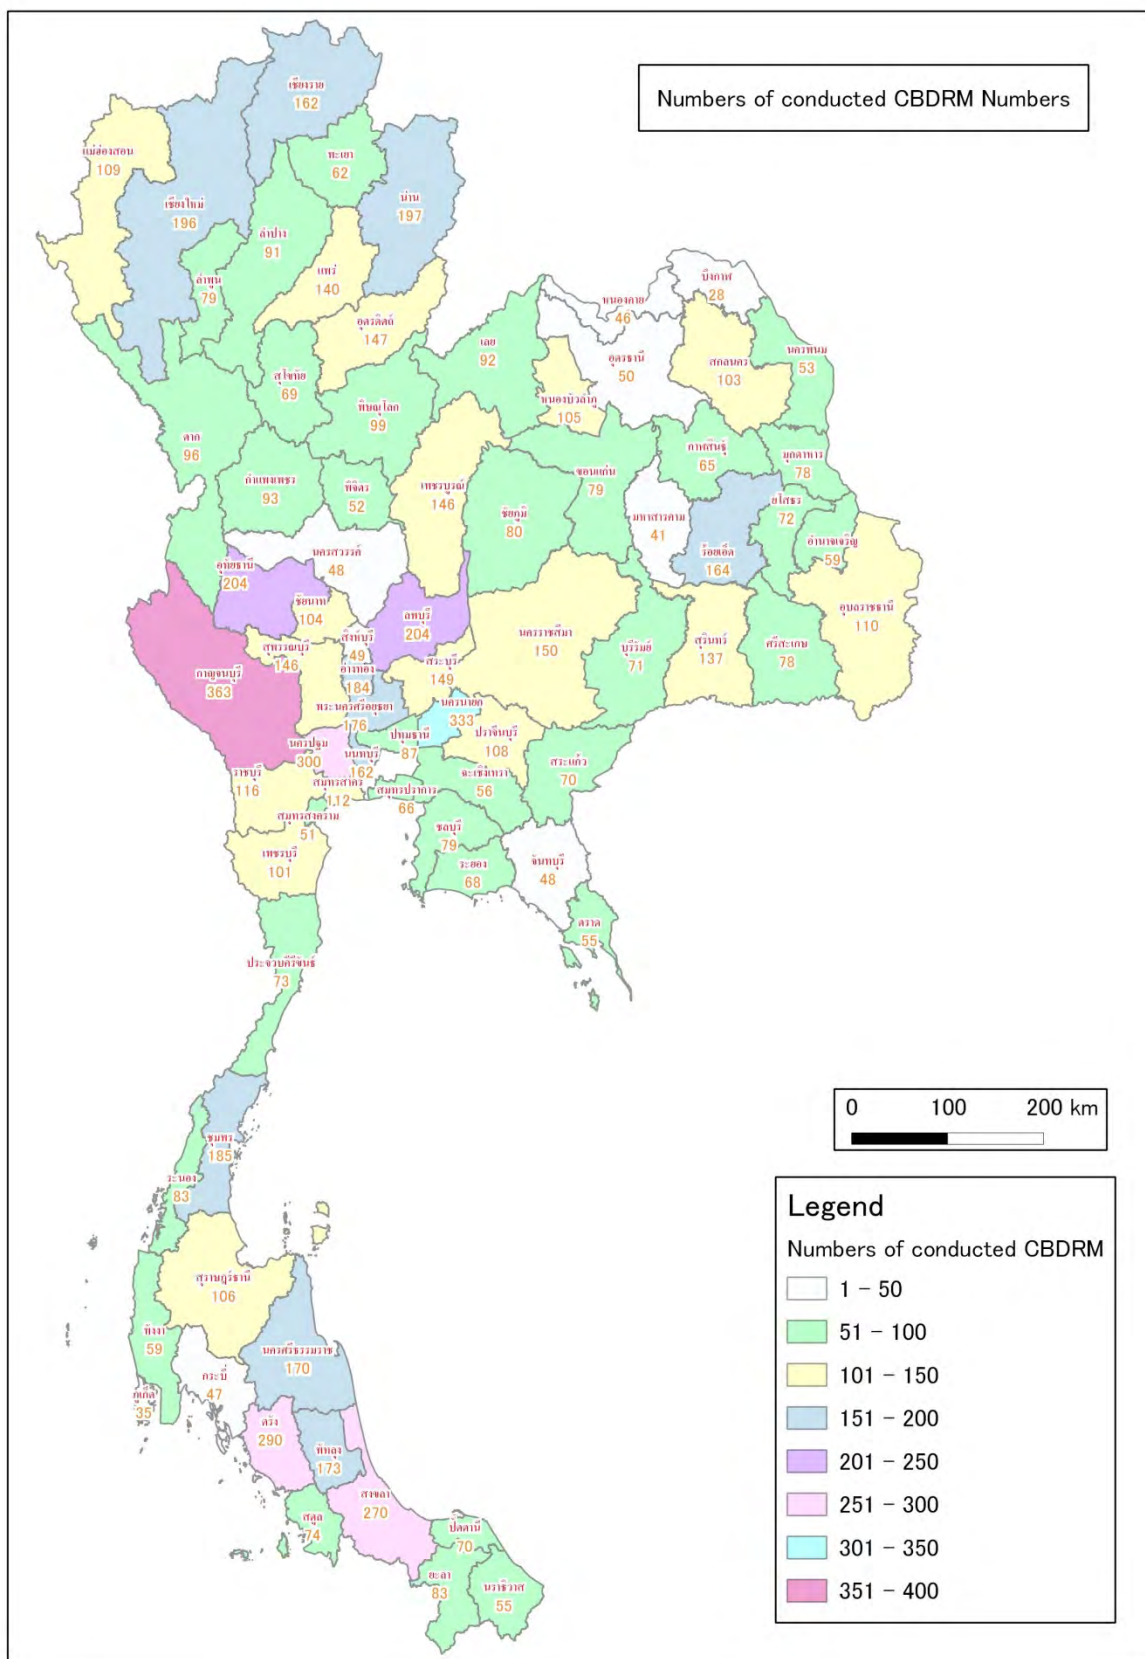 Numbers of conducted CBDRM Numbers
เชียงราย
162
พะเยา
62
แม่ฮ่องสอน
109
เชียงใหม่
196
น่าน
197
ลำปาง
91
แพร่
140
ลำพูน
79
อุตรดิตถ์
147
บึงกาฬ
28
หนองคาย
46
เลย
92
อุดรธานี
50
สกลนคร
103
นครพนม
53
สุโขทัย
69
พิษณุโลก
99
หนองบัวลำภู
105
ตาก
96
กำแพงเพชร
93
พิจิตร
52
เพชรบูรณ์
146
ชัยภูมิ
80
ขอนแก่น
79
กาฬสินธุ์
65
มุกดาหาร
78
มหาสารคาม
41
ร้อยเอ็ด
164
ยโสธร
72
อำนาจเจริญ
59
อุบลราชธานี
110
นครสวรรค์
48
อุทัยธานี
204
ชัยนาท
104
ลพบุรี
204
นครราชสีมา
150
บุรีรัมย์
71
สุรินทร์
137
ศรีสะเกษ
78
สิงห์บุรี
49
สุพรรณบุรี
146
อ่างทอง
184
สระบุรี
149
กาญจนบุรี
363
พระนครศรีอยุธยา
176
นครนายก
333
ปราจีนบุรี
108
ปทุมธานี
87
นครปฐม
300
นนทบุรี
162
สระแก้ว
70
ฉะเชิงเทรา
56
ราชบุรี
116
สมุทรสาคร
112
สมุทรปราการ
66
สมุทรสงคราม
51
ชลบุรี
79
เพชรบุรี
101
ระยอง
68
จันทบุรี
48
ตราด
55
ประจวบคีรีขันธ์
73
0 100 200 km
ชุมพร
185
ระนอง
83
สุราษฎร์ธานี
106
พังงา
59
นครศรีธรรมราช
170
กระบี่
47
ภูเก็ต
35
ตรัง
290
พัทลุง
173
สงขลา
270
สตูล
74
ปัตตานี
70
ยะลา
83
นราธิวาส
55
Legend
Numbers of conducted CBDRM
1 - 50
51 - 100
101 - 150
151 - 200
201 - 250
251 - 300
301 - 350
351 - 400